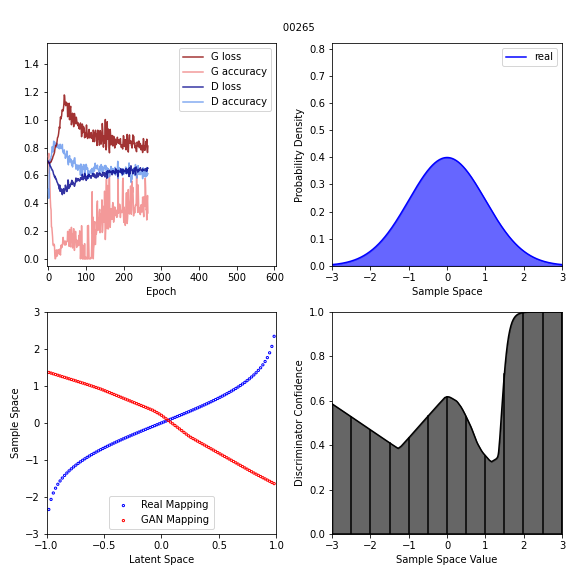 00265
1.4
1.2
1.0
0.8
0.6
0.4
0.2
0.0
0 100 200 300 400 500 600
Epoch
G loss
G accuracy
D loss
D accuracy
0.8
0.7
0.6
0.5
0.4
0.3
0.2
0.1
0.0
Probability Density
−3 −2 −1 0 1 2 3
Sample Space
real
3
2
1
0
−1
−2
−3
Sample Space
−1.0 −0.5 0.0 0.5 1.0
Latent Space
Real Mapping
GAN Mapping
1.0
0.8
0.6
0.4
0.2
0.0
Discriminator Confidence
−3 −2 −1 0 1 2 3
Sample Space Value